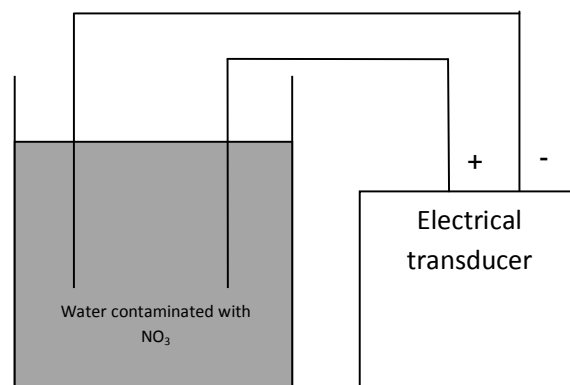 + -
Electrical
transducer
Water contaminated with
NO₃